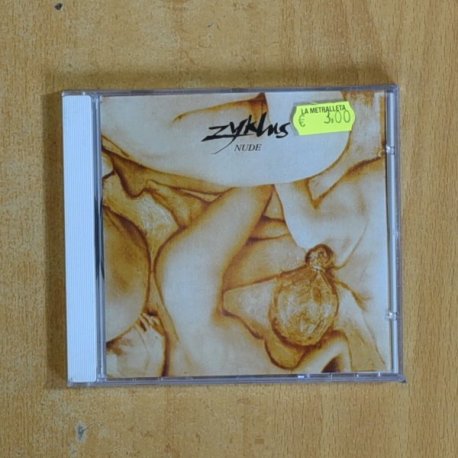 zyklus
NUDE
LA METRALLETA
€ 3,00